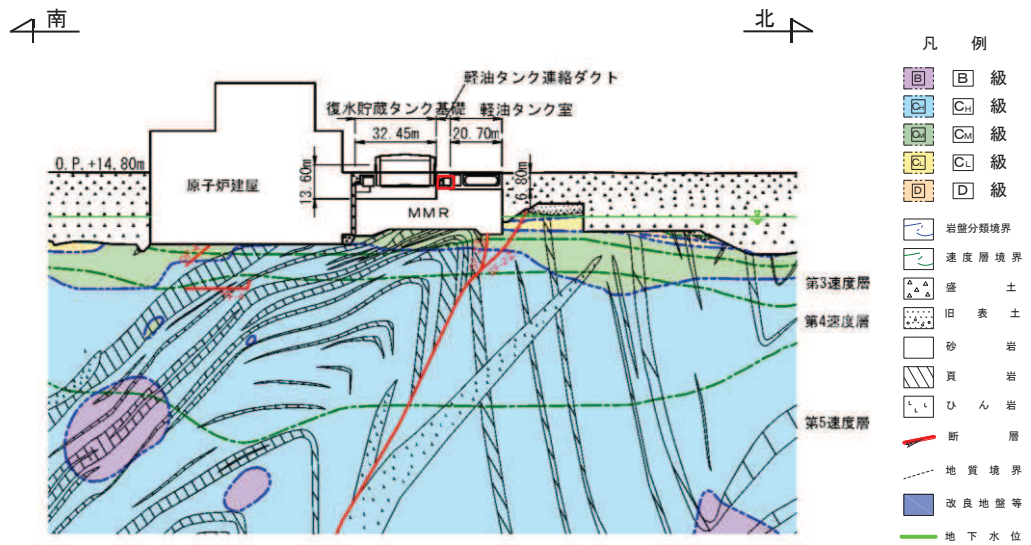 南
北
軽油タンク連絡ダクト
復水貯蔵タンク基礎
軽油タンク室
32.45m
20.70m
O.P.+14.80m
原子炉建屋
13.60m
6.80m
MMR
第3速度層
第4速度層
第5速度層
凡 例
B B 級
CH CH 級
CM CM 級
CL CL 級
D D 級
岩盤分類境界
速度層境界
盛 土
旧 表 土
砂 岩
頁 岩
ひ ん 岩
断 層
地 質 境 界
改 良 地 盤 等
地 下 水 位